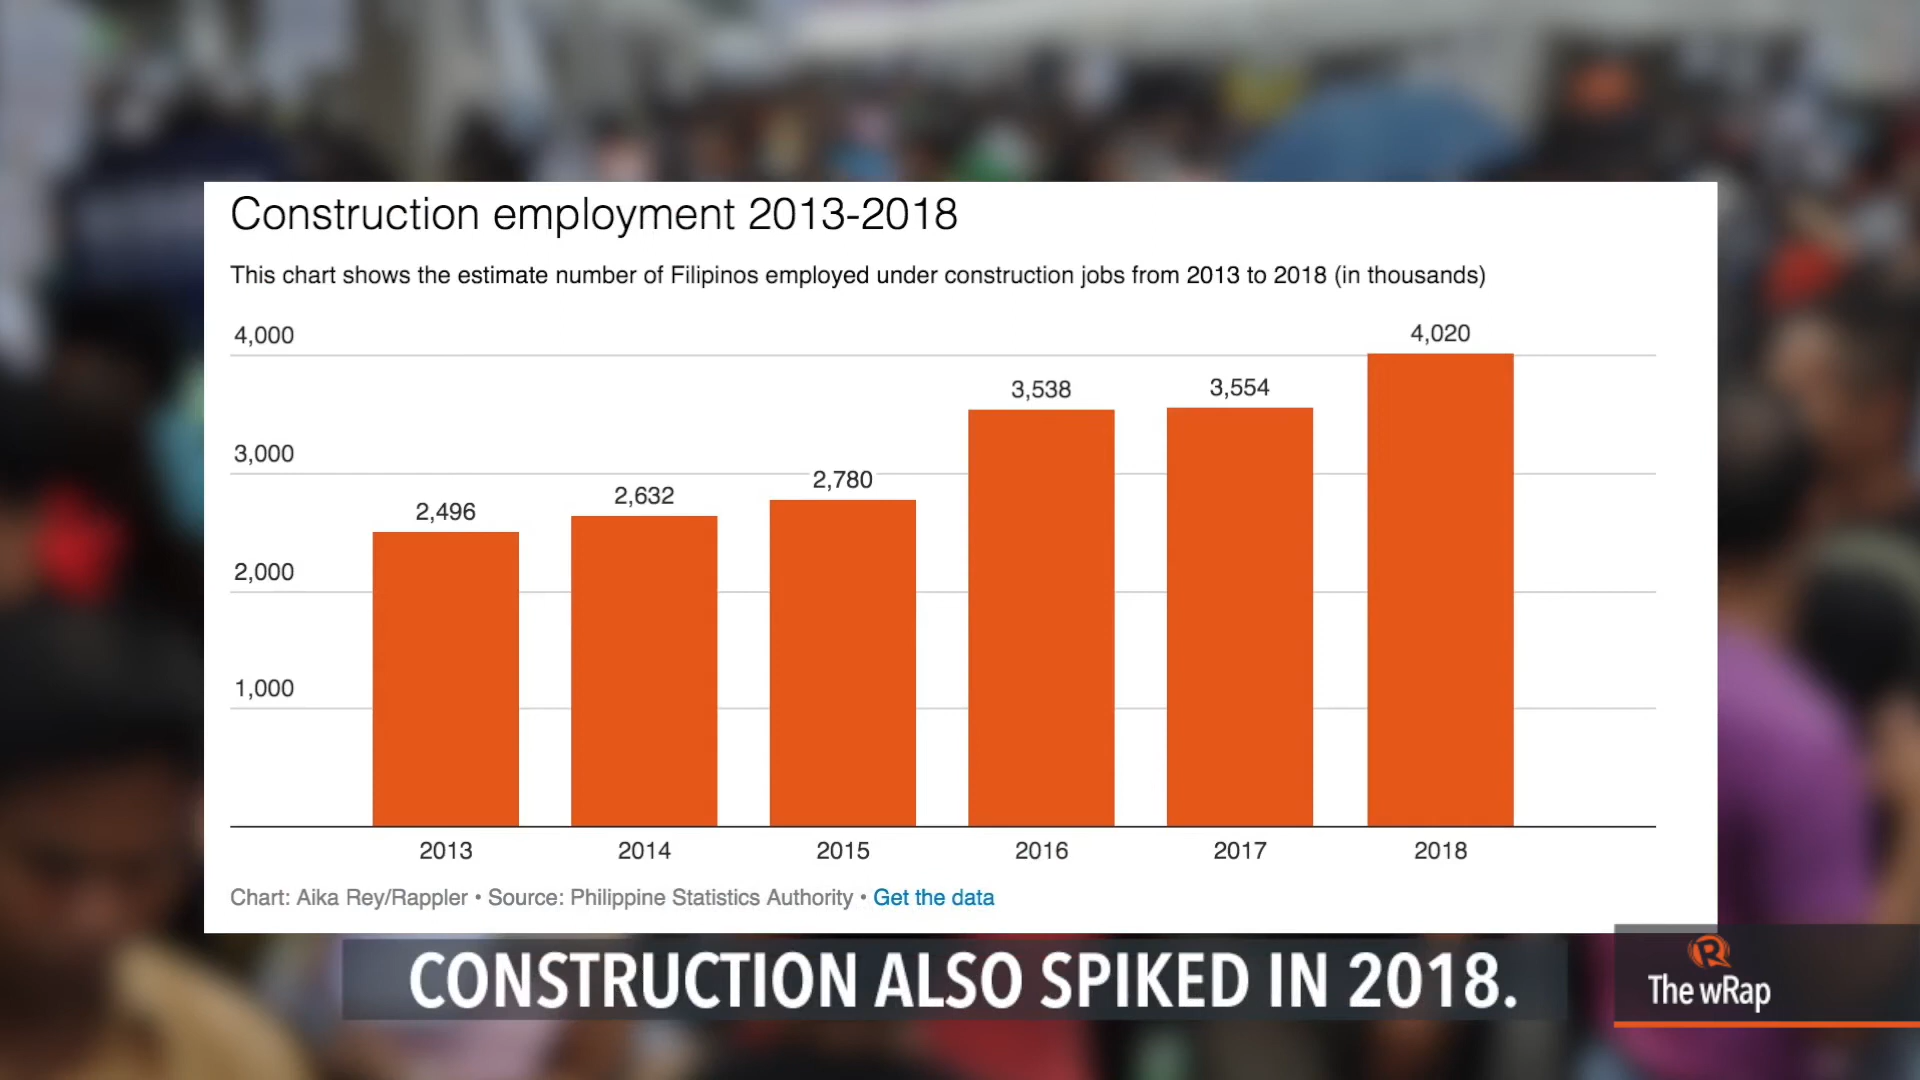 Construction employment 2013-2018
This chart shows the estimate number of Filipinos employed under construction jobs from 2013 to 2018 (in thousands)
4,000
3,000
2,000
1,000
2,496
2,632
2,780
3,538
3,554
4,020
2013
2014
2015
2016
2017
2018
Chart: Aika Rey/Rappler • Source: Philippine Statistics Authority • Get the data
CONSTRUCTION ALSO SPIKED IN 2018.
R
The wRap